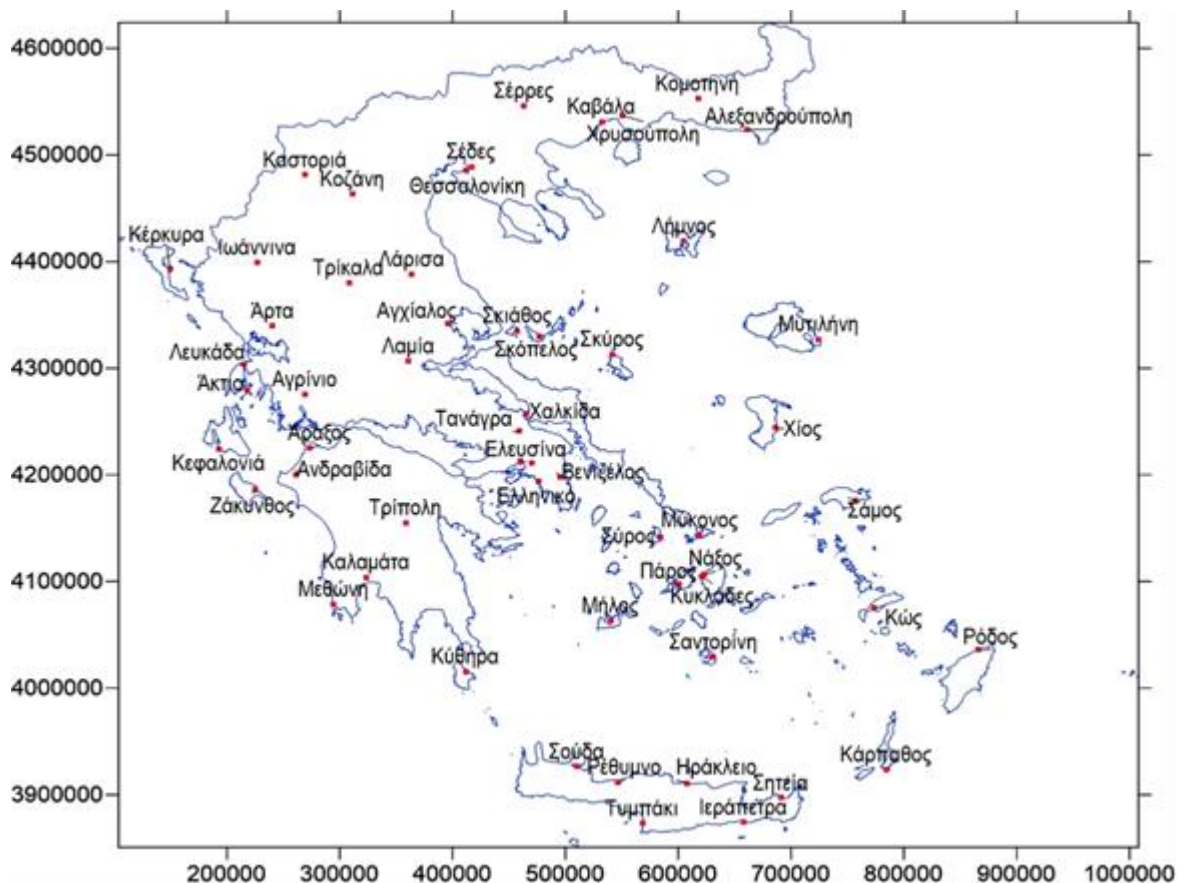 4600000
Κομοτηνή
Σέρρες
Καβάλα
Αλεξανδρούπολη
Χρυσούπολη
4500000
Σέδες
Καστοριά
Κοζάνη
Θεσσαλονίκη
Λήμνος
Κέρκυρα
Ιωάννινα
4400000
Τρίκαλα
Λάρισα
Άρτα
Αγχίαλος
Σκιάθος
Μυτιλήνη
Σκύρος
Λαμία
Σκόπελος
Λευκάδα
4300000
Άκτιο
Αγρίνιο
Χαλκίδα
Τανάγρα
Χίος
Άραξος
Ελευσίνα
Κεφαλονιά
Ανδραβίδα
Βενιζέλος
4200000
Ελληνικό
Ζάκυνθος
Τρίπολη
Σάμος
Μύκονος
Σύρος
Νάξος
Πάρος
4100000
Καλαμάτα
Μεθώνη
Κυκλάδες
Μήλος
Κώς
Σαντορίνη
Ρόδος
Κύθηρα
4000000
Κάρπαθος
Σούδα
Ρέθυμνο
Ηράκλειο
Σητεία
3900000
Τυμπάκι
Ιεράπετρα
200000 300000 400000 500000 600000 700000 800000 900000 1000000